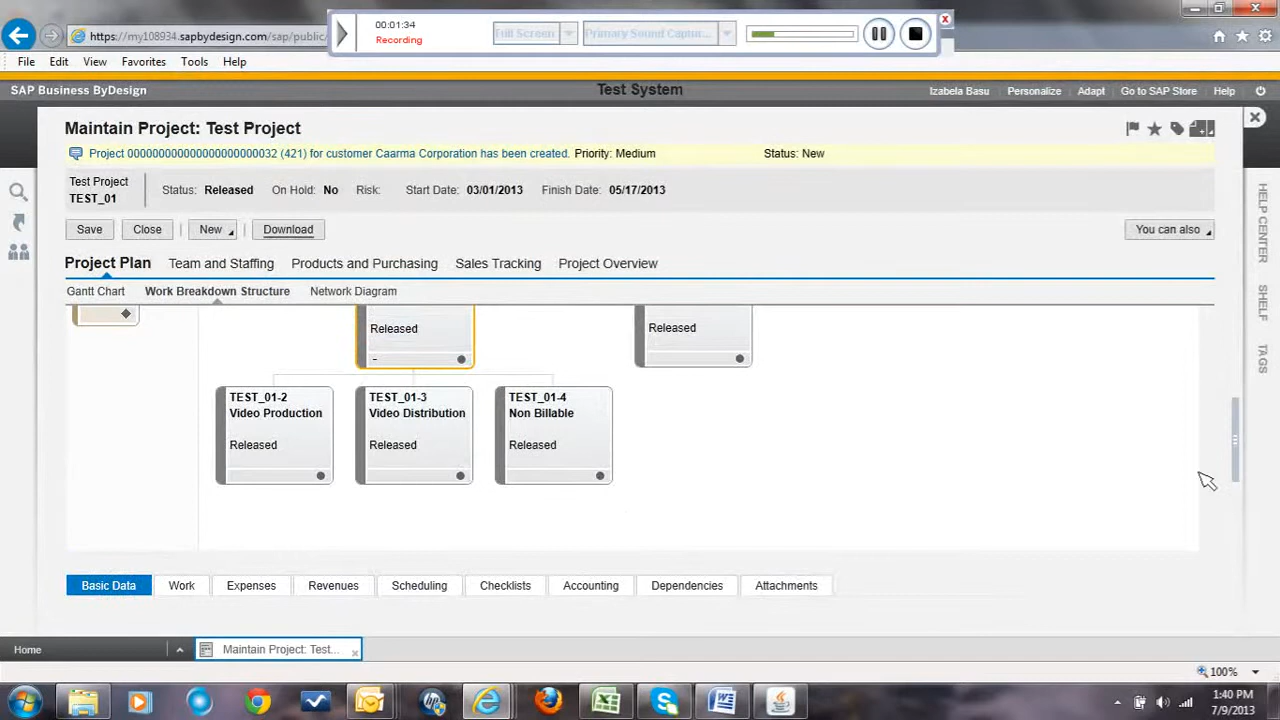 00:01:34
Recording
Full Screen
Primary Sound Captur...
https://my108934.sapbydesign.com/sap/public/
File Edit View Favorites Tools Help
SAP Business ByDesign
Test System
Izabela Basu Personalize Adapt Go to SAP Store Help
Maintain Project: Test Project
Project 000000000000000000000032 (421) for customer Caarma Corporation has been created. Priority: Medium Status: New
Test Project
TEST_01
Status: Released On Hold: No Risk: Start Date: 03/01/2013 Finish Date: 05/17/2013
Save Close New Download You can also
Project Plan Team and Staffing Products and Purchasing Sales Tracking Project Overview
Gantt Chart Work Breakdown Structure Network Diagram
Released Released
TEST_01-2
Video Production
Released
TEST_01-3
Video Distribution
Released
TEST_01-4
Non Billable
Released
Basic Data Work Expenses Revenues Scheduling Checklists Accounting Dependencies Attachments
HELP CENTER
SHELF
TAGS
Home Maintain Project: Test...
100%
1:40 PM
7/9/2013